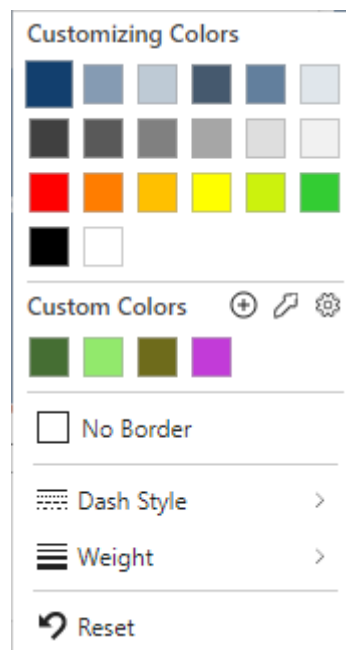 Customizing Colors
Custom Colors
No Border
Dash Style
Weight
Reset